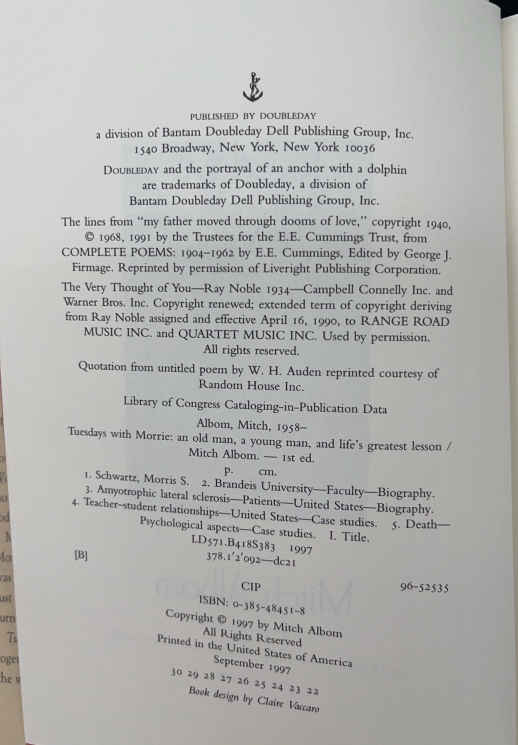 PUBLISHED BY DOUBLEDAY
a division of Bantam Doubleday Dell Publishing Group, Inc.
1540 Broadway, New York, New York 10036
DOUBLEDAY and the portrayal of an anchor with a dolphin
are trademarks of Doubleday, a division of
Bantam Doubleday Dell Publishing Group, Inc.
The lines from "my father moved through dooms of love," copyright 1940,
© 1968, 1991 by the Trustees for the E.E. Cummings Trust, from
COMPLETE POEMS: 1904–1962 by E.E. Cummings, Edited by George J.
Firmage. Reprinted by permission of Liveright Publishing Corporation.
The Very Thought of You—Ray Noble 1934—Campbell Connelly Inc. and
Warner Bros. Inc. Copyright renewed; extended term of copyright deriving
from Ray Noble assigned and effective April 16, 1990, to RANGE ROAD
MUSIC INC. and QUARTET MUSIC INC. Used by permission.
All rights reserved.
Quotation from untitled poem by W. H. Auden reprinted courtesy of
Random House Inc.
Library of Congress Cataloging-in-Publication Data
Albom, Mitch, 1958–
Tuesdays with Morrie: an old man, a young man, and life's greatest lesson /
Mitch Albom. — 1st ed.
p. cm.
1. Schwartz, Morris S. 2. Brandeis University—Faculty—Biography.
3. Amyotrophic lateral sclerosis—Patients—United States—Biography.
4. Teacher-student relationships—United States—Case studies. 5. Death—
Psychological aspects—Case studies. I. Title.
LD571.B418S383 1997
[B] 378.1'2'092—dc21
CIP 96-52535
ISBN: 0-385-48451-8
Copyright © 1997 by Mitch Albom
All Rights Reserved
Printed in the United States of America
September 1997
30 29 28 27 26 25 24 23 22
Book design by Claire Vaccaro